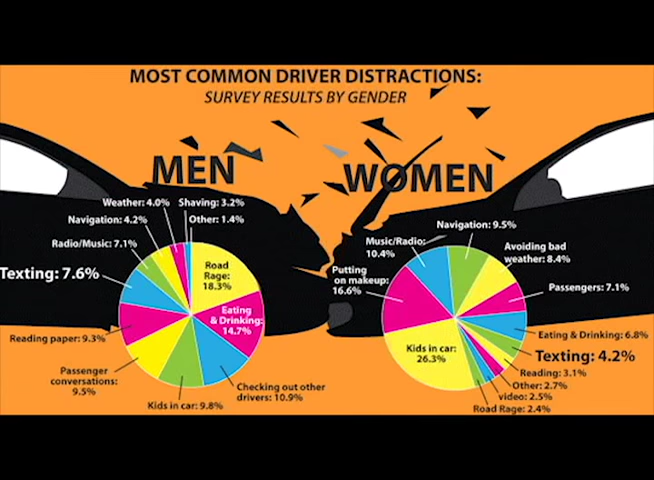 MOST COMMON DRIVER DISTRACTIONS:
SURVEY RESULTS BY GENDER
MEN
Weather: 4.0%
Shaving: 3.2%
Navigation: 4.2%
Other: 1.4%
Radio/Music: 7.1%
Texting: 7.6%
Road
Rage:
18.3%
Eating
& Drinking:
14.7%
Reading paper: 9.3%
Passenger
conversations:
9.5%
Kids in car: 9.8%
Checking out other
drivers: 10.9%
WOMEN
Navigation: 9.5%
Music/Radio:
10.4%
Avoiding bad
weather: 8.4%
Putting
on makeup:
16.6%
Passengers: 7.1%
Kids in car:
26.3%
Eating & Drinking: 6.8%
Texting: 4.2%
Reading: 3.1%
Other: 2.7%
video: 2.5%
Road Rage: 2.4%